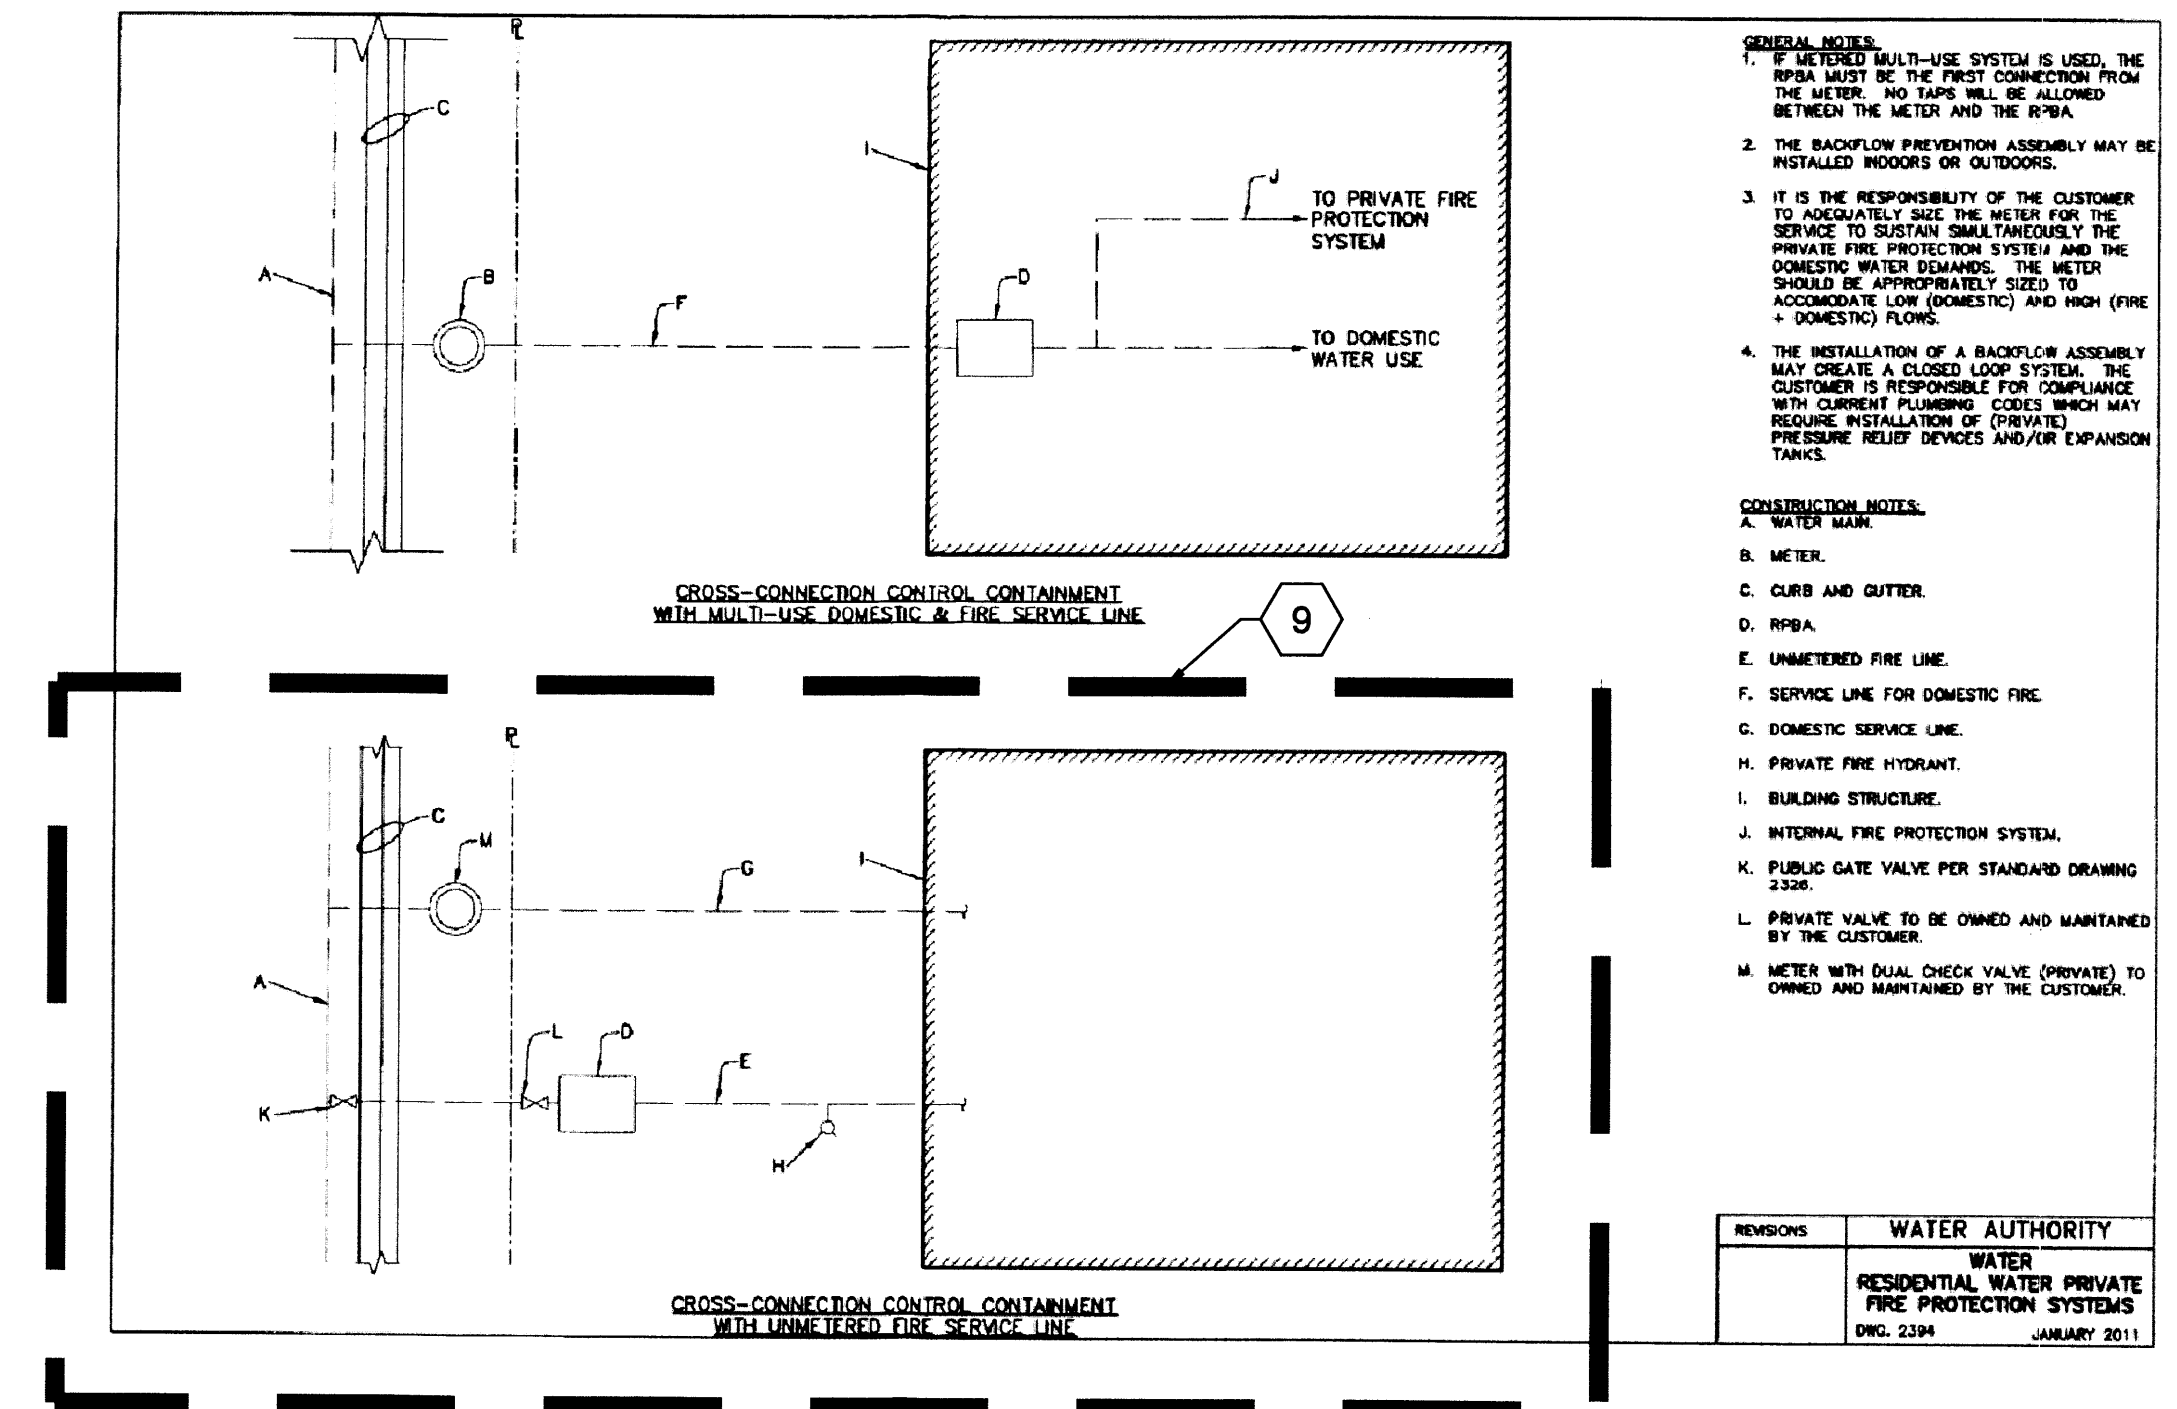 PL
C
I
J
TO PRIVATE FIRE
PROTECTION
SYSTEM
A
B
F
D
TO DOMESTIC
WATER USE
CROSS-CONNECTION CONTROL CONTAINMENT
WITH MULTI-USE DOMESTIC & FIRE SERVICE LINE
9
PL
C
M
I
G
A
L
D
E
K
H
CROSS-CONNECTION CONTROL CONTAINMENT
WITH UNMETERED FIRE SERVICE LINE
GENERAL NOTES:
1. IF METERED MULTI-USE SYSTEM IS USED, THE
RPBA MUST BE THE FIRST CONNECTION FROM
THE METER. NO TAPS WILL BE ALLOWED
BETWEEN THE METER AND THE RPBA.
2. THE BACKFLOW PREVENTION ASSEMBLY MAY BE
INSTALLED INDOORS OR OUTDOORS.
3. IT IS THE RESPONSIBILITY OF THE CUSTOMER
TO ADEQUATELY SIZE THE METER FOR THE
SERVICE TO SUSTAIN SIMULTANEOUSLY THE
PRIVATE FIRE PROTECTION SYSTEM AND THE
DOMESTIC WATER DEMANDS. THE METER
SHOULD BE APPROPRIATELY SIZED TO
ACCOMODATE LOW (DOMESTIC) AND HIGH (FIRE
+ DOMESTIC) FLOWS.
4. THE INSTALLATION OF A BACKFLOW ASSEMBLY
MAY CREATE A CLOSED LOOP SYSTEM. THE
CUSTOMER IS RESPONSIBLE FOR COMPLIANCE
WITH CURRENT PLUMBING CODES WHICH MAY
REQUIRE INSTALLATION OF (PRIVATE)
PRESSURE RELIEF DEVICES AND/OR EXPANSION
TANKS.
CONSTRUCTION NOTES:
A. WATER MAIN.
B. METER.
C. CURB AND GUTTER.
D. RPBA.
E. UNMETERED FIRE LINE.
F. SERVICE LINE FOR DOMESTIC FIRE.
G. DOMESTIC SERVICE LINE.
H. PRIVATE FIRE HYDRANT.
I. BUILDING STRUCTURE.
J. INTERNAL FIRE PROTECTION SYSTEM.
K. PUBLIC GATE VALVE PER STANDARD DRAWING
2326.
L. PRIVATE VALVE TO BE OWNED AND MAINTAINED
BY THE CUSTOMER.
M. METER WITH DUAL CHECK VALVE (PRIVATE) TO
OWNED AND MAINTAINED BY THE CUSTOMER.
REVISIONS
WATER AUTHORITY
WATER
RESIDENTIAL WATER PRIVATE
FIRE PROTECTION SYSTEMS
DWG. 2394 JANUARY 2011